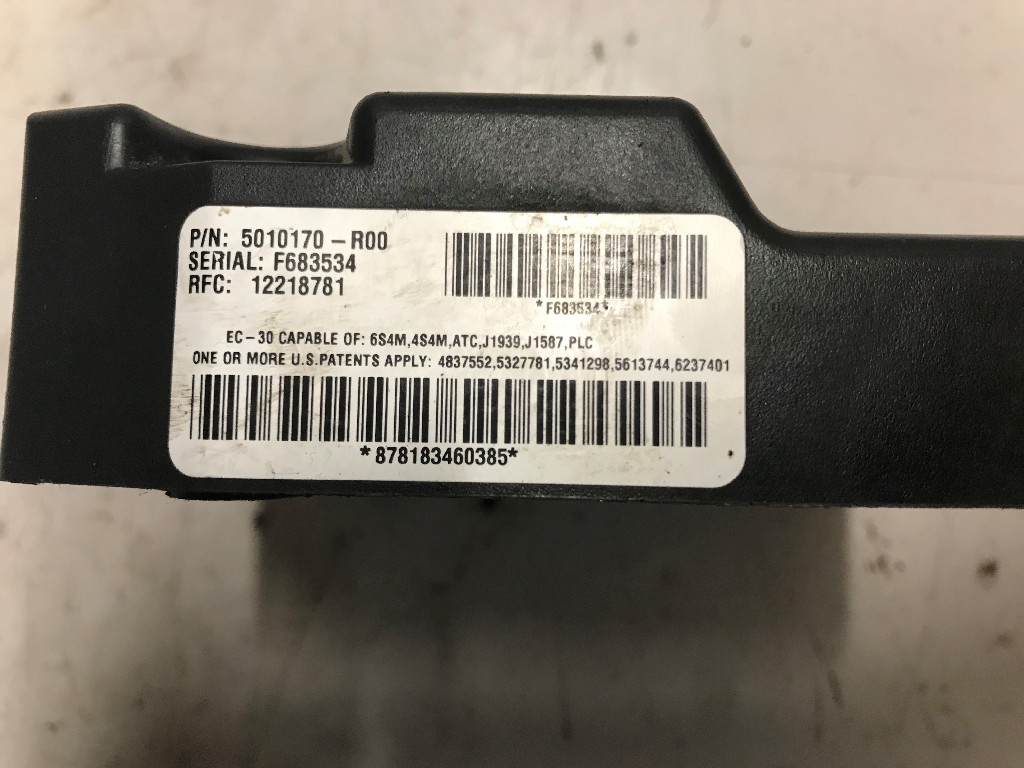 P/N: 5010170-R00
SERIAL: F683534
RFC: 12218781
*F683534*
EC-30 CAPABLE OF: 6S4M,4S4M,ATC,J1939,J1587,PLC
ONE OR MORE U.S.PATENTS APPLY: 4837552,5327781,5341298,5613744,6237401
*878183460385*